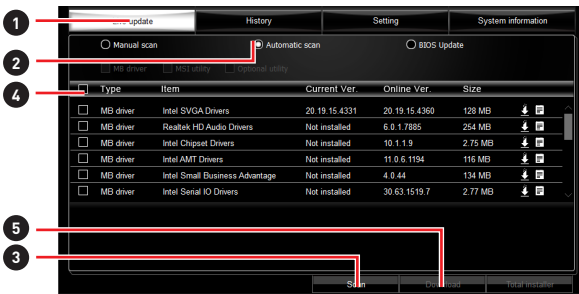 1 Live update History Setting System information
Manual scan Automatic scan BIOS Update
2
MB driver MSI utility Optional utility
4 Type Item Current Ver. Online Ver. Size
MB driver Intel SVGA Drivers 20.19.15.4331 20.19.15.4360 128 MB
MB driver Realtek HD Audio Drivers Not installed 6.0.1.7885 254 MB
MB driver Intel Chipset Drivers Not installed 10.1.1.9 2.75 MB
MB driver Intel AMT Drivers Not installed 11.0.6.1194 116 MB
MB driver Intel Small Business Advantage Not installed 4.0.44 134 MB
MB driver Intel Serial IO Drivers Not installed 30.63.1519.7 2.77 MB
5
3
Scan Download Total Installer